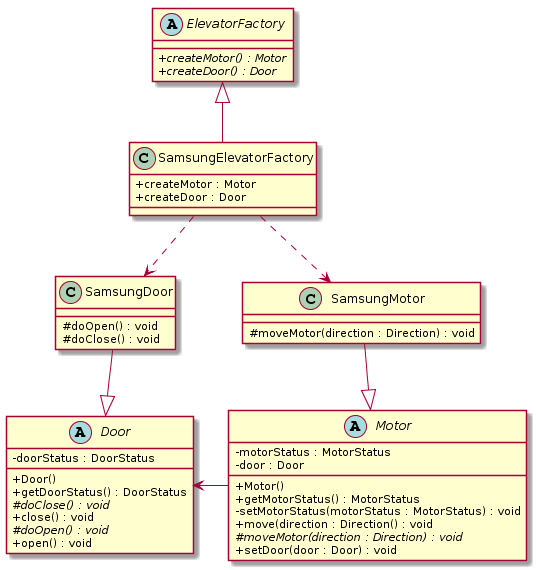 A ElevatorFactory
+createMotor() : Motor
+createDoor() : Door
C SamsungElevatorFactory
+createMotor : Motor
+createDoor : Door
C SamsungDoor
#doOpen() : void
#doClose() : void
C SamsungMotor
#moveMotor(direction : Direction) : void
A Door
-doorStatus : DoorStatus
+Door()
+getDoorStatus() : DoorStatus
#doClose() : void
+close() : void
#doOpen() : void
+open() : void
A Motor
-motorStatus : MotorStatus
-door : Door
+Motor()
+getMotorStatus() : MotorStatus
-setMotorStatus(motorStatus : MotorStatus) : void
+move(direction : Direction() : void
#moveMotor(direction : Direction) : void
+setDoor(door : Door) : void